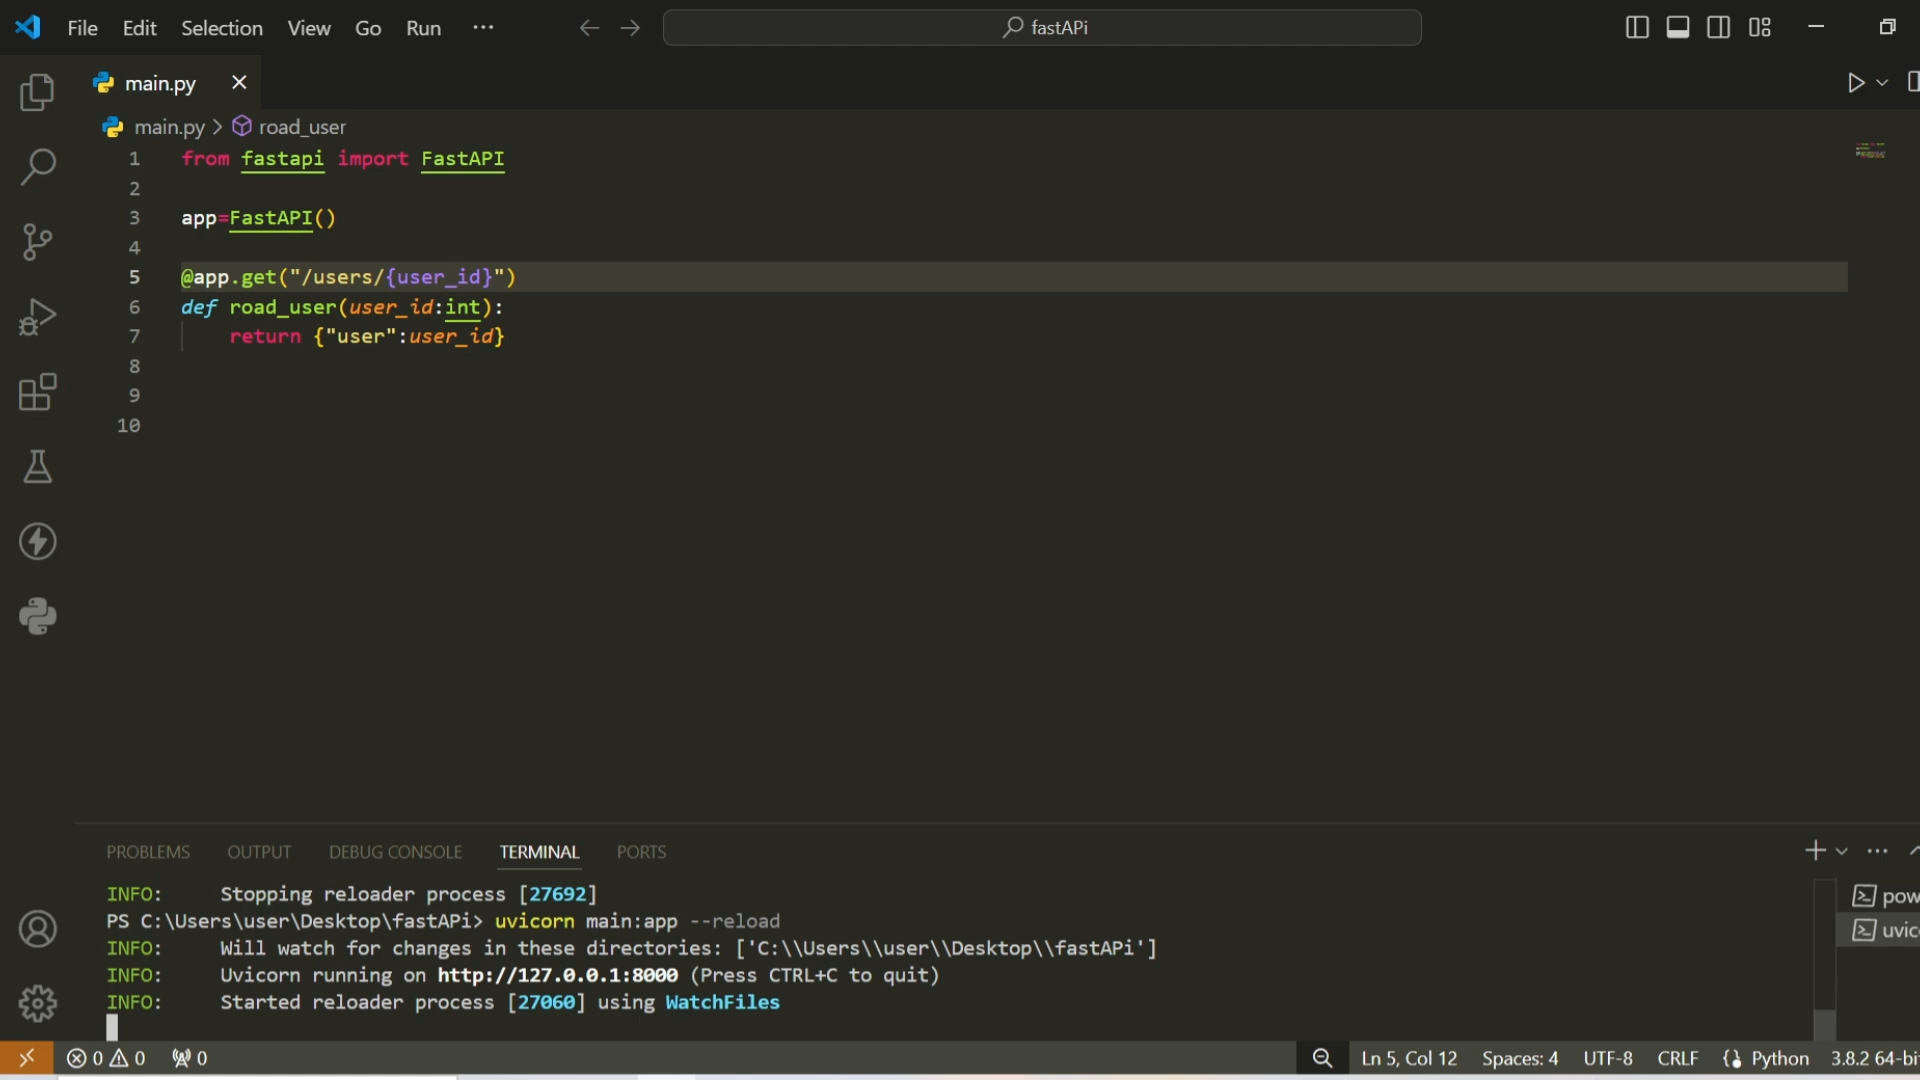 File Edit Selection View Go Run ··· fastAPi
main.py
main.py > road_user
1 from fastapi import FastAPI
2
3 app=FastAPI()
4
5 @app.get("/users/{user_id}")
6 def road_user(user_id:int):
7     return {"user":user_id}
8
9
10
PROBLEMS OUTPUT DEBUG CONSOLE TERMINAL PORTS
INFO:     Stopping reloader process [27692]
PS C:\Users\user\Desktop\fastAPi> uvicorn main:app --reload
INFO:     Will watch for changes in these directories: ['C:\\Users\\user\\Desktop\\fastAPi']
INFO:     Uvicorn running on http://127.0.0.1:8000 (Press CTRL+C to quit)
INFO:     Started reloader process [27060] using WatchFiles
pow
uvic
0 0 0 Ln 5, Col 12 Spaces: 4 UTF-8 CRLF Python 3.8.2 64-bi